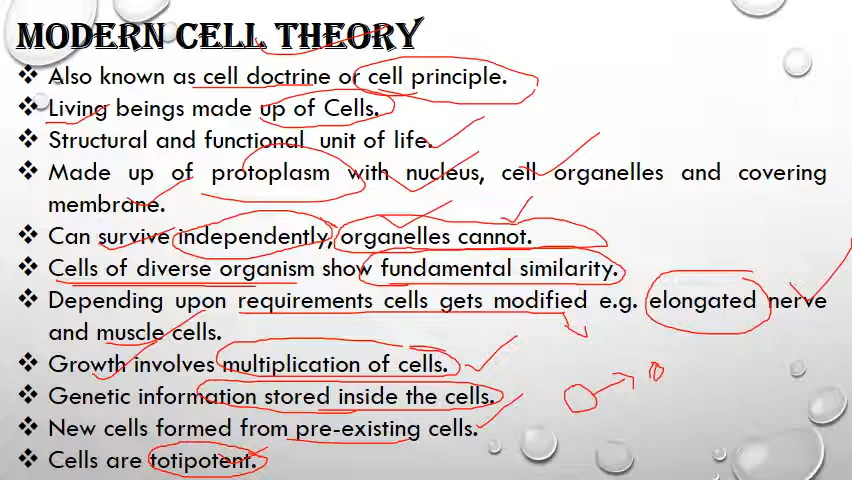 MODERN CELL THEORY
❖ Also known as cell doctrine or cell principle.
❖ Living beings made up of Cells.
❖ Structural and functional unit of life.
❖ Made up of protoplasm with nucleus, cell organelles and covering
membrane.
❖ Can survive independently, organelles cannot.
❖ Cells of diverse organism show fundamental similarity.
❖ Depending upon requirements cells gets modified e.g. elongated nerve
and muscle cells.
❖ Growth involves multiplication of cells.
❖ Genetic information stored inside the cells.
❖ New cells formed from pre-existing cells.
❖ Cells are totipotent.